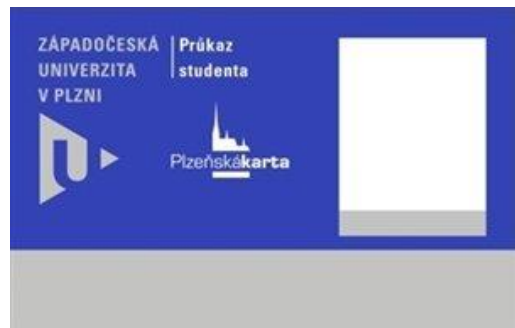 ZÁPADOČESKÁ
UNIVERZITA
V PLZNI
Průkaz
studenta
Plzeňskákarta